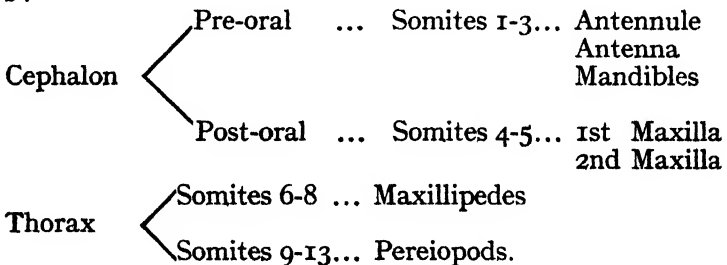 Pre-oral ... Somites 1-3... Antennule
Antenna
Cephalon Mandibles
Post-oral ... Somites 4-5... 1st Maxilla
2nd Maxilla
Somites 6-8 ... Maxillipedes
Thorax
Somites 9-13... Pereiopods.